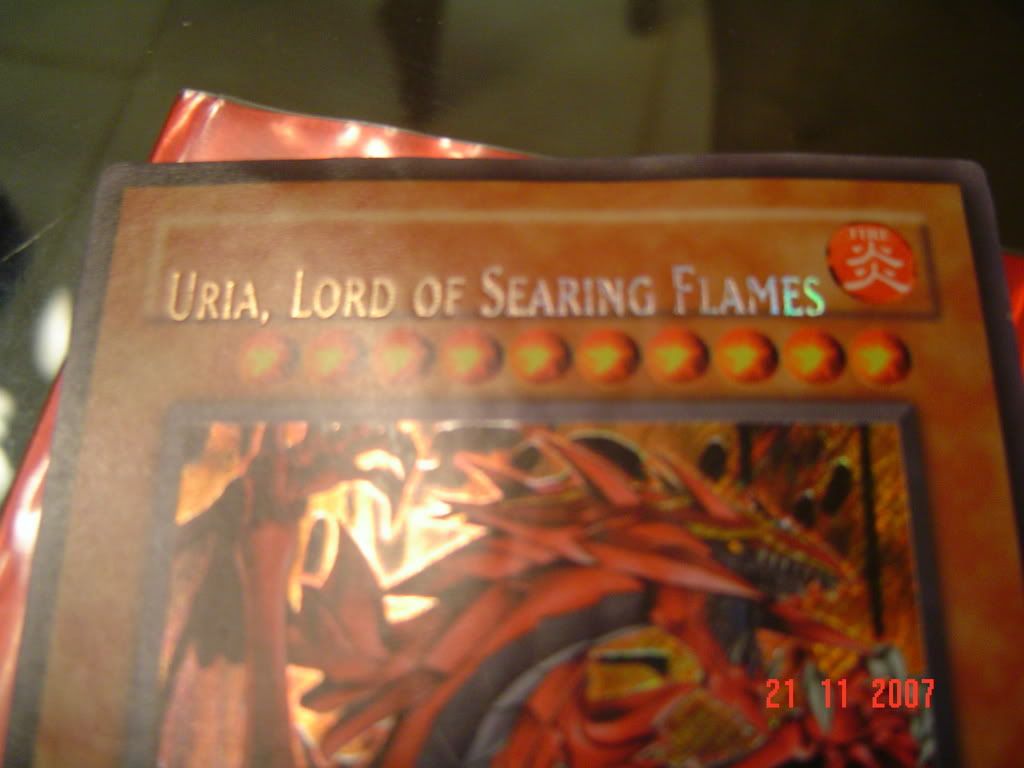 FIRE
炎
URIA, LORD OF SEARING FLAMES
21 11 2007